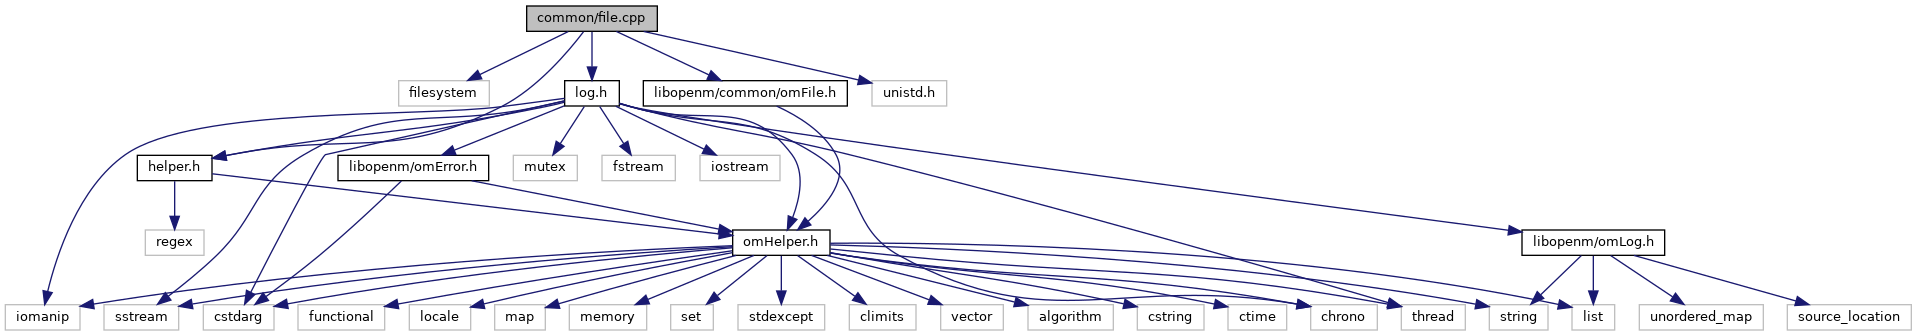 common/file.cpp
filesystem
log.h
libopenm/common/omFile.h
unistd.h
helper.h
libopenm/omError.h
mutex
fstream
iostream
regex
omHelper.h
libopenm/omLog.h
iomanip
sstream
cstdarg
functional
locale
map
memory
set
stdexcept
climits
vector
algorithm
cstring
ctime
chrono
thread
string
list
unordered_map
source_location